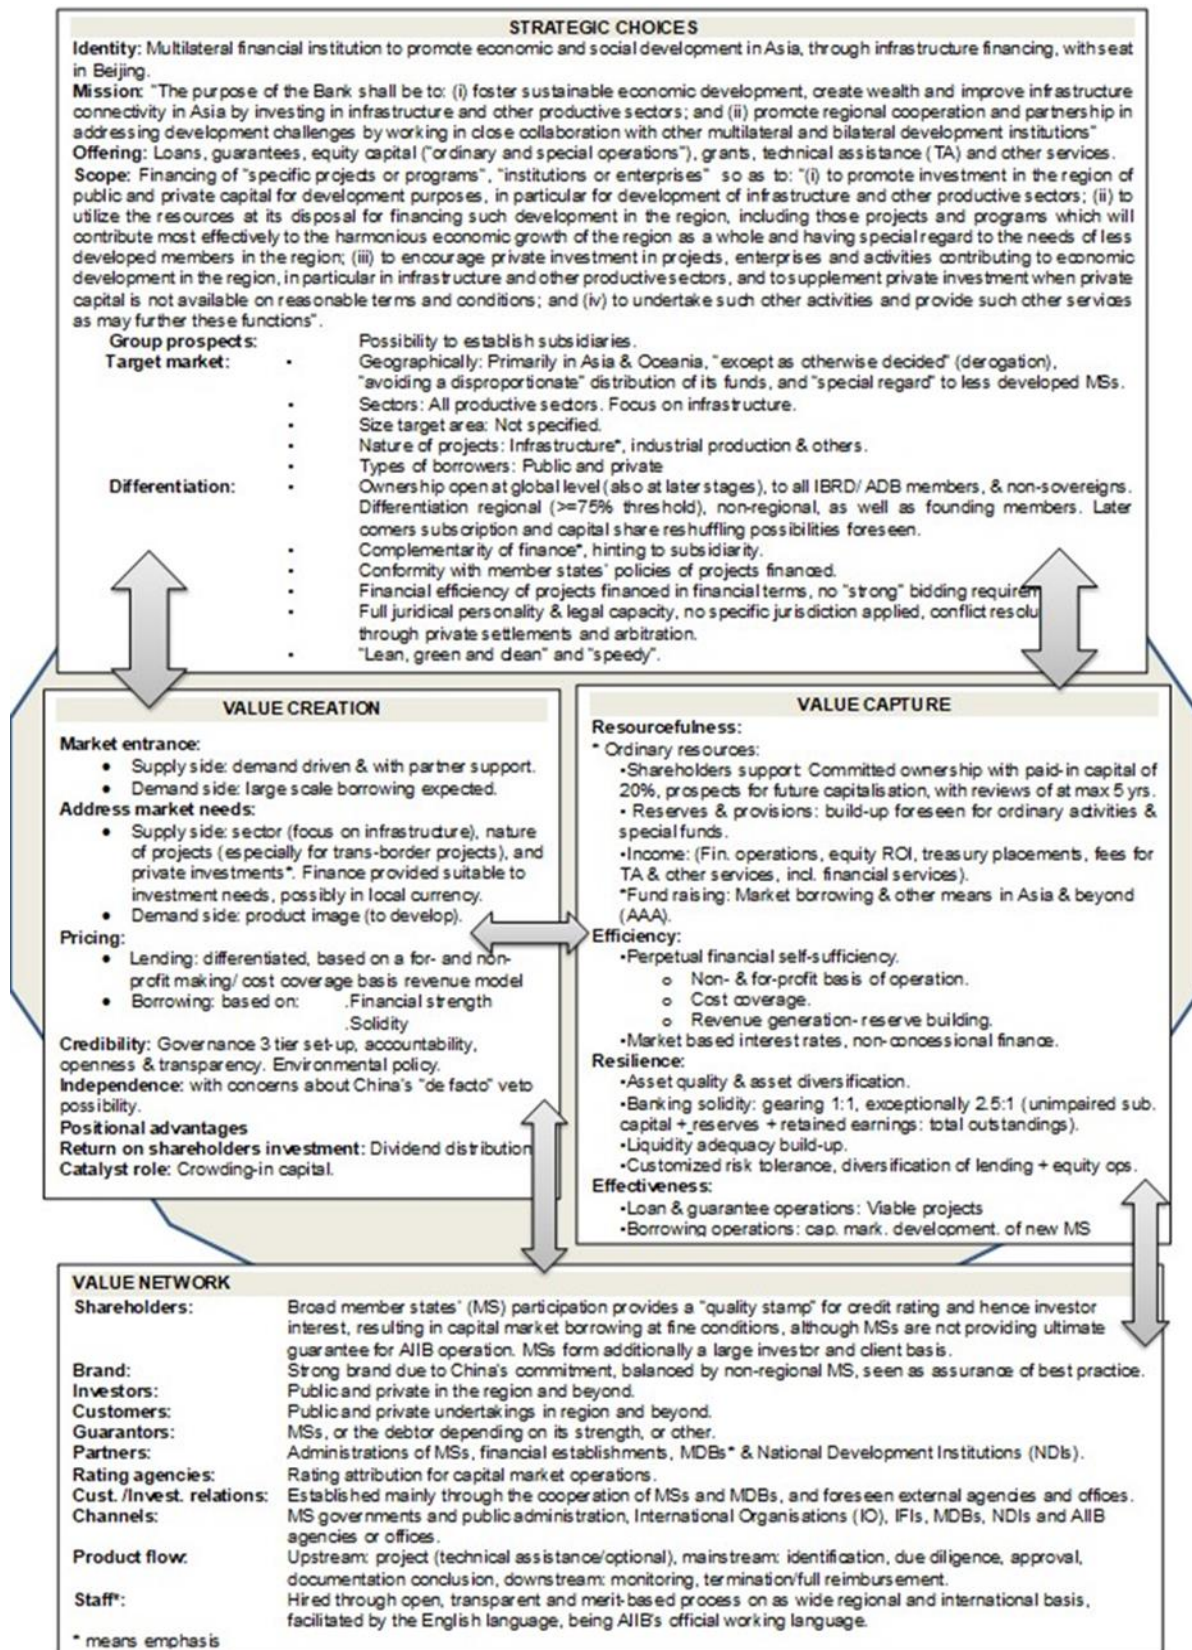 STRATEGIC CHOICES
Identity: Multilateral financial institution to promote economic and social development in Asia, through infrastructure financing, with seat
in Beijing.
Mission: "The purpose of the Bank shall be to: (i) foster sustainable economic development, create wealth and improve infrastructure
connectivity in Asia by investing in infrastructure and other productive sectors; and (ii) promote regional cooperation and partnership in
addressing development challenges by working in close collaboration with other multilateral and bilateral development institutions"
Offering: Loans, guarantees, equity capital ("ordinary and special operations"), grants, technical assistance (TA) and other services.
Scope: Financing of "specific projects or programs", "institutions or enterprises" so as to: "(i) to promote investment in the region of
public and private capital for development purposes, in particular for development of infrastructure and other productive sectors; (ii) to
utilize the resources at its disposal for financing such development in the region, including those projects and programs which will
contribute most effectively to the harmonious economic growth of the region as a whole and having special regard to the needs of less
developed members in the region; (iii) to encourage private investment in projects, enterprises and activities contributing to economic
development in the region, in particular in infrastructure and other productive sectors, and to supplement private investment when private
capital is not available on reasonable terms and conditions; and (iv) to undertake such other activities and provide such other services
as may further these functions".
Group prospects: Possibility to establish subsidiaries.
Target market: • Geographically: Primarily in Asia & Oceania, "except as otherwise decided" (derogation),
"avoiding a disproportionate" distribution of its funds, and "special regard" to less developed MSs.
• Sectors: All productive sectors. Focus on infrastructure.
• Size target area: Not specified.
• Nature of projects: Infrastructure*, industrial production & others.
• Types of borrowers: Public and private
Differentiation: • Ownership open at global level (also at later stages), to all IBRD/ ADB members, & non-sovereigns.
Differentiation regional (>=75% threshold), non-regional, as well as founding members. Later
comers subscription and capital share reshuffling possibilities foreseen.
• Complementarity of finance*, hinting to subsidiarity.
• Conformity with member states' policies of projects financed.
• Financial efficiency of projects financed in financial terms, no "strong" bidding requirem
• Full juridical personality & legal capacity, no specific jurisdiction applied, conflict resolu
through private settlements and arbitration.
• "Lean, green and clean" and "speedy".
VALUE CREATION
Market entrance:
• Supply side: demand driven & with partner support.
• Demand side: large scale borrowing expected.
Address market needs:
• Supply side: sector (focus on infrastructure), nature
of projects (especially for trans-border projects), and
private investments*. Finance provided suitable to
investment needs, possibly in local currency.
• Demand side: product image (to develop).
Pricing:
• Lending: differentiated, based on a for- and non-
profit making/ cost coverage basis revenue model
• Borrowing: based on: .Financial strength
.Solidity
Credibility: Governance 3 tier set-up, accountability,
openness & transparency. Environmental policy.
Independence: with concerns about China's "de facto" veto
possibility.
Positional advantages
Return on shareholders investment: Dividend distribution
Catalyst role: Crowding-in capital.
VALUE CAPTURE
Resourcefulness:
* Ordinary resources:
•Shareholders support: Committed ownership with paid-in capital of
20%, prospects for future capitalisation, with reviews of at max 5 yrs.
• Reserves & provisions: build-up foreseen for ordinary activities &
special funds.
•Income: (Fin. operations, equity ROI, treasury placements, fees for
TA & other services, incl. financial services).
*Fund raising: Market borrowing & other means in Asia & beyond
(AAA).
Efficiency:
•Perpetual financial self-sufficiency.
o Non- & for-profit basis of operation.
o Cost coverage.
o Revenue generation- reserve building.
•Market based interest rates, non-concessional finance.
Resilience:
•Asset quality & asset diversification.
•Banking solidity: gearing 1:1, exceptionally 2.5:1 (unimpaired sub.
capital + reserves + retained earnings: total outstandings).
•Liquidity adequacy build-up.
•Customized risk tolerance, diversification of lending + equity ops.
Effectiveness:
•Loan & guarantee operations: Viable projects
•Borrowing operations: cap. mark. development. of new MS
VALUE NETWORK
Shareholders: Broad member states' (MS) participation provides a "quality stamp" for credit rating and hence investor
interest, resulting in capital market borrowing at fine conditions, although MSs are not providing ultimate
guarantee for AIIB operation. MSs form additionally a large investor and client basis.
Brand: Strong brand due to China's commitment, balanced by non-regional MS, seen as assurance of best practice.
Investors: Public and private in the region and beyond.
Customers: Public and private undertakings in region and beyond.
Guarantors: MSs, or the debtor depending on its strength, or other.
Partners: Administrations of MSs, financial establishments, MDBs* & National Development Institutions (NDIs).
Rating agencies: Rating attribution for capital market operations.
Cust. /Invest. relations: Established mainly through the cooperation of MSs and MDBs, and foreseen external agencies and offices.
Channels: MS governments and public administration, International Organisations (IO), IFIs, MDBs, NDIs and AIIB
agencies or offices.
Product flow: Upstream: project (technical assistance/optional), mainstream: identification, due diligence, approval,
documentation conclusion, downstream: monitoring, termination/full reimbursement.
Staff*: Hired through open, transparent and merit-based process on as wide regional and international basis,
facilitated by the English language, being AIIB's official working language.
* means emphasis